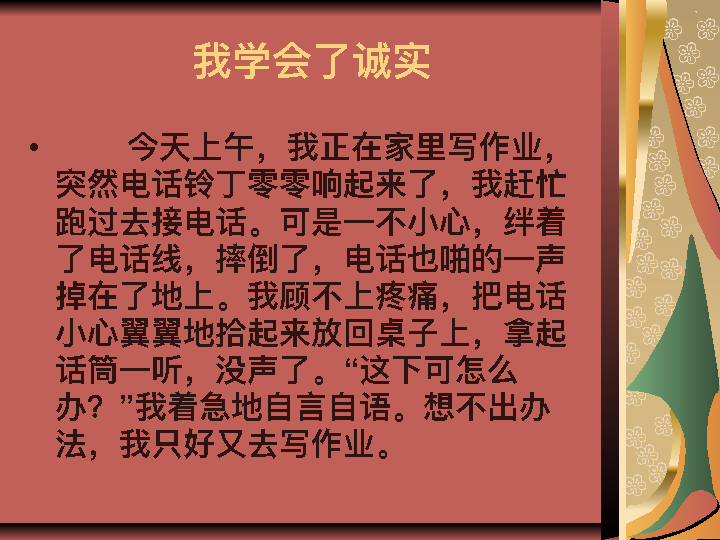 我学会了诚实
• 今天上午，我正在家里写作业，
突然电话铃丁零零响起来了，我赶忙
跑过去接电话。可是一不小心，绊着
了电话线，摔倒了，电话也啪的一声
掉在了地上。我顾不上疼痛，把电话
小心翼翼地拾起来放回桌子上，拿起
话筒一听，没声了。“这下可怎么
办？”我着急地自言自语。想不出办
法，我只好又去写作业。